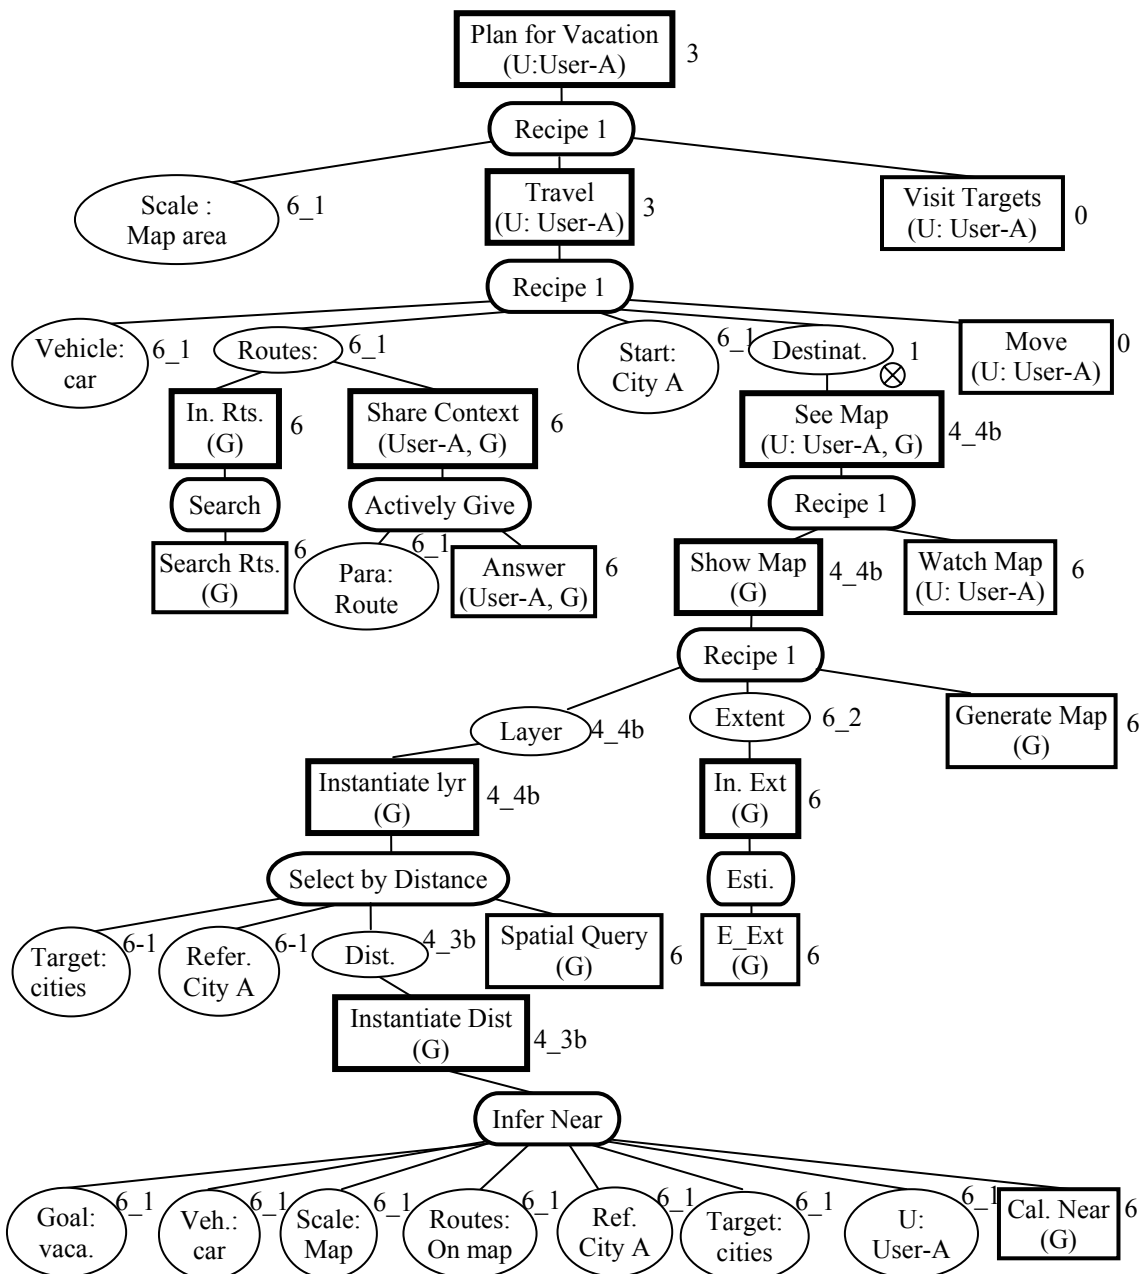 Plan for Vacation
(U:User-A)
3
Recipe 1
Scale :
Map area
6_1
Travel
(U: User-A)
3
Visit Targets
(U: User-A)
0
Recipe 1
Vehicle:
car
6_1
Routes:
6_1
Start:
City A
6_1
Destinat.
1
Move
(U: User-A)
0
In. Rts.
(G)
6
Share Context
(User-A, G)
6
See Map
(U: User-A, G)
4_4b
Search
Actively Give
Recipe 1
Search Rts.
(G)
6
Para:
Route
6_1
Answer
(User-A, G)
6
Show Map
(G)
4_4b
Watch Map
(U: User-A)
6
Recipe 1
Layer
4_4b
Extent
6_2
Generate Map
(G)
6
Instantiate lyr
(G)
4_4b
In. Ext
(G)
6
Select by Distance
Esti.
Target:
cities
6-1
Refer.
City A
6-1
Dist.
4_3b
Spatial Query
(G)
6
E_Ext
(G)
6
Instantiate Dist
(G)
4_3b
Infer Near
Goal:
vaca.
6_1
Veh.:
car
6_1
Scale:
Map
6_1
Routes:
On map
6_1
Ref.
City A
6_1
Target:
cities
6_1
U:
User-A
6_1
Cal. Near
(G)
6